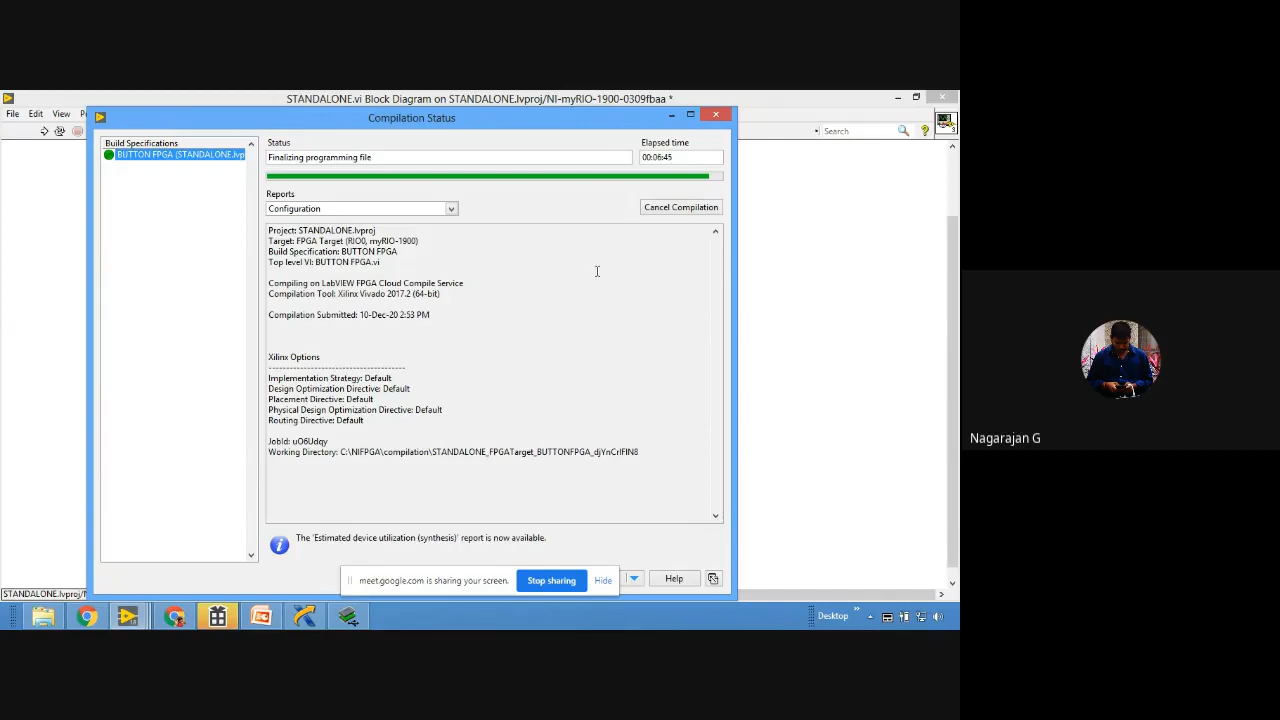 STANDALONE.vi Block Diagram on STANDALONE.lvproj/NI-myRIO-1900-0309fbaa *
File Edit View
Search
Compilation Status
Build Specifications
BUTTON FPGA (STANDALONE.lvp
Status
Elapsed time
Finalizing programming file
00:06:45
Reports
Configuration
Cancel Compilation
Project: STANDALONE.lvproj
Target: FPGA Target (RIO0, myRIO-1900)
Build Specification: BUTTON FPGA
Top level VI: BUTTON FPGA.vi
Compiling on LabVIEW FPGA Cloud Compile Service
Compilation Tool: Xilinx Vivado 2017.2 (64-bit)
Compilation Submitted: 10-Dec-20 2:53 PM
Xilinx Options
---------------------------------------
Implementation Strategy: Default
Design Optimization Directive: Default
Placement Directive: Default
Physical Design Optimization Directive: Default
Routing Directive: Default
JobId: uO6Udqy
Working Directory: C:\NIFPGA\compilation\STANDALONE_FPGATarget_BUTTONFPGA_djYnCrIFIN8
The 'Estimated device utilization (synthesis)' report is now available.
meet.google.com is sharing your screen.
Stop sharing
Hide
Help
STANDALONE.lvproj/N
Desktop
Nagarajan G